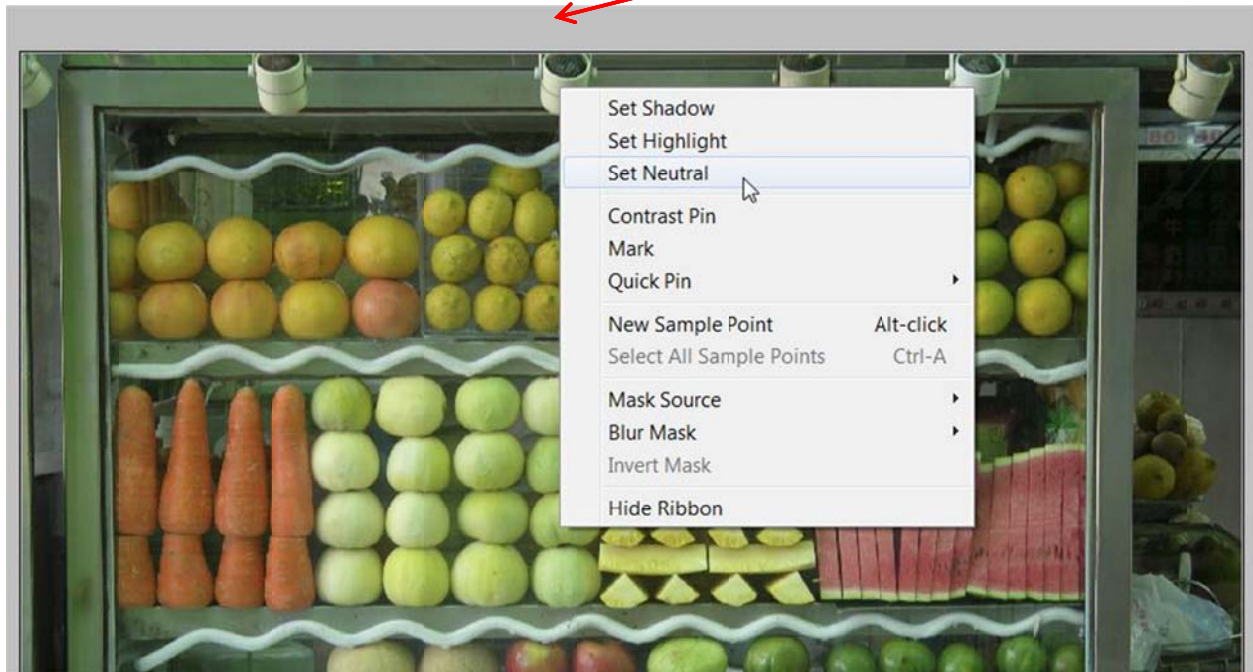 Set Shadow
Set Highlight
Set Neutral
Contrast Pin
Mark
Quick Pin
New Sample Point Alt-click
Select All Sample Points Ctrl-A
Mask Source
Blur Mask
Invert Mask
Hide Ribbon